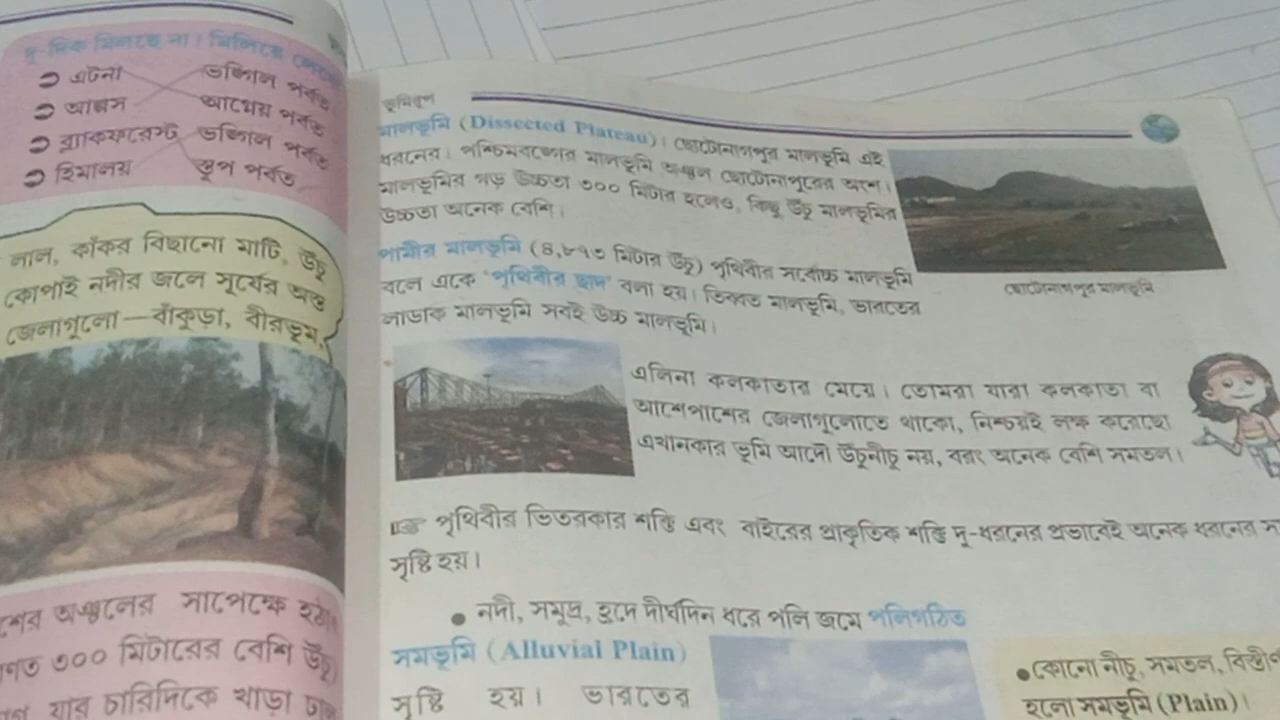 দু-দিক মিলছে না। মিলিয়ে
এটনা ভঙ্গিল পর্বত
আল্পস আগ্নেয় পর্বত
ব্ল্যাকফরেস্ট ভঙ্গিল পর্বত
হিমালয় স্তূপ পর্বত
লাল, কাঁকর বিছানো মাটি, উঁচু
কোপাই নদীর জলে সূর্যের অস্ত
জেলাগুলো—বাঁকুড়া, বীরভূম,
অঞ্চলের সাপেক্ষে
৩০০ মিটারের বেশি উঁচু
যার চারিদিকে খাড়া
ভূমিরূপ
মালভূমি (Dissected Plateau)। ছোটোনাগপুর মালভূমি এই
ধরনের। পশ্চিমবঙ্গের মালভূমি অঞ্চল ছোটোনাগপুরের অংশ।
মালভূমির গড় উচ্চতা ৩০০ মিটার হলেও, কিছু উঁচু মালভূমির
উচ্চতা অনেক বেশি।
ছোটোনাগপুর মালভূমি
পামীর মালভূমি (৪,৮৭৩ মিটার উঁচু) পৃথিবীর সর্বোচ্চ মালভূমি
বলে একে 'পৃথিবীর ছাদ' বলা হয়। তিব্বত মালভূমি, ভারতের
লাডাক মালভূমি সবই উচ্চ মালভূমি।
এলিনা কলকাতার মেয়ে। তোমরা যারা কলকাতা বা
আশেপাশের জেলাগুলোতে থাকো, নিশ্চয়ই লক্ষ করেছো
এখানকার ভূমি আদৌ উঁচুনীচু নয়, বরং অনেক বেশি সমতল।
☞ পৃথিবীর ভিতরকার শক্তি এবং বাইরের প্রাকৃতিক শক্তি দু-ধরনের প্রভাবেই অনেক ধরনের
সৃষ্টি হয়।
● নদী, সমুদ্র, হ্রদে দীর্ঘদিন ধরে পলি জমে পলিগঠিত
সমভূমি (Alluvial Plain)
সৃষ্টি হয়। ভারতের
●কোনো নীচু, সমতল,
হলো সমভূমি (Plain)।